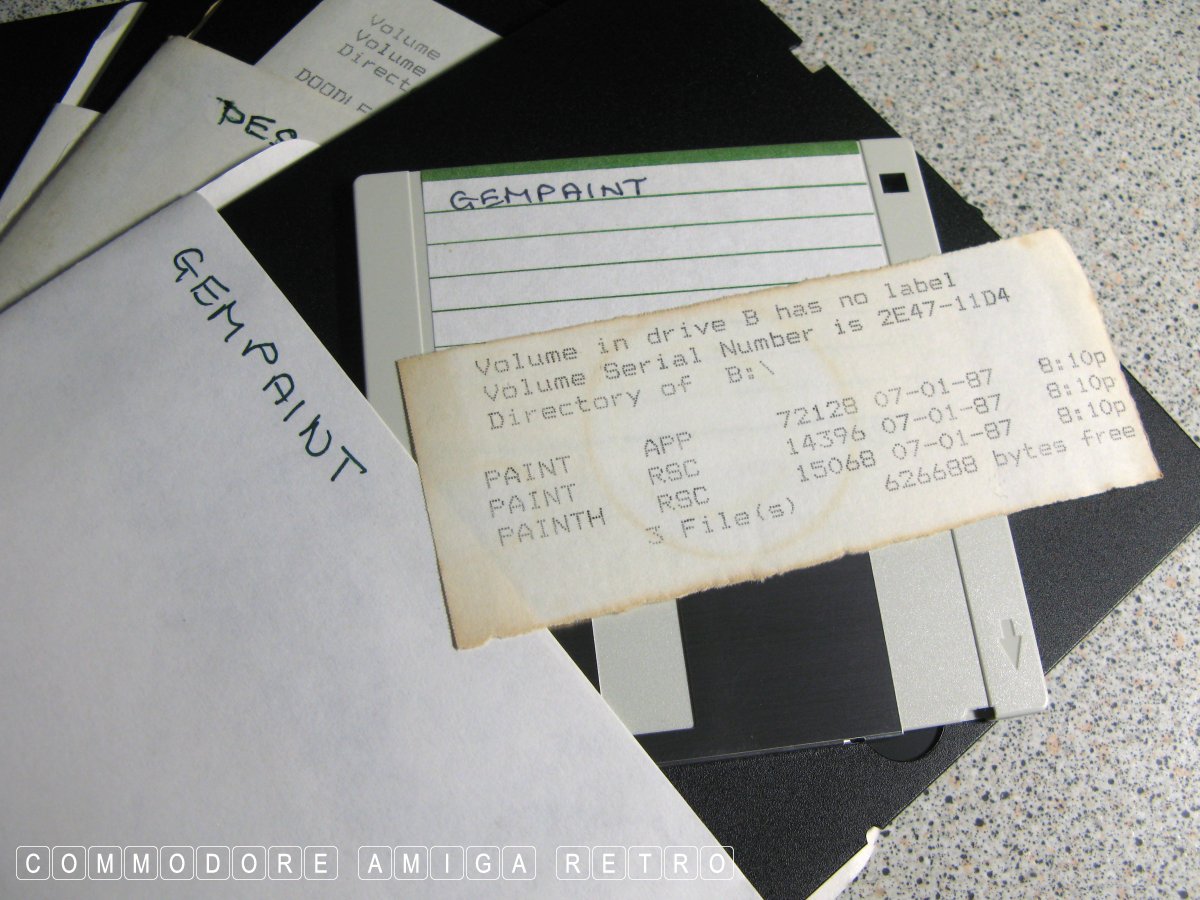 Volume
Volume
Direct
DOODLE
DES
GEMPAINT
GEMPAINT
Volume in drive B has no label
Volume Serial Number is 2E47-11D4
Directory of B:\
PAINT APP 72128 07-01-87 8:10p
PAINT RSC 14396 07-01-87 8:10p
PAINTH RSC 15068 07-01-87 8:10p
3 File(s) 626688 bytes free
COMMODORE AMIGA RETRO